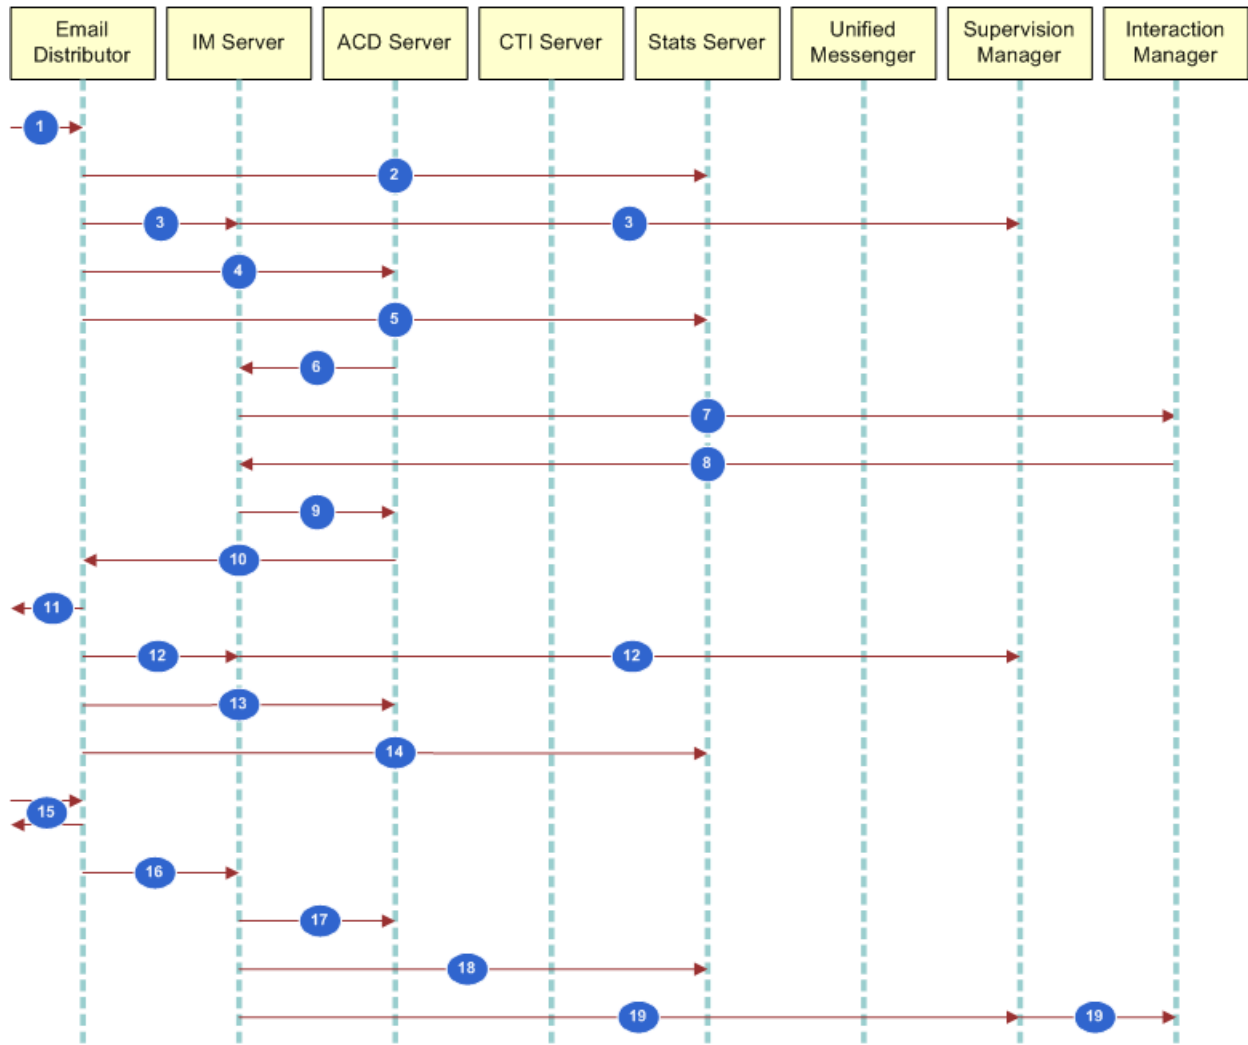 Email
Distributor
IM Server
ACD Server
CTI Server
Stats Server
Unified
Messenger
Supervision
Manager
Interaction
Manager
1
2
3 3
4
5
6
7
8
9
10
11
12 12
13
14
15
16
17
18
19 19